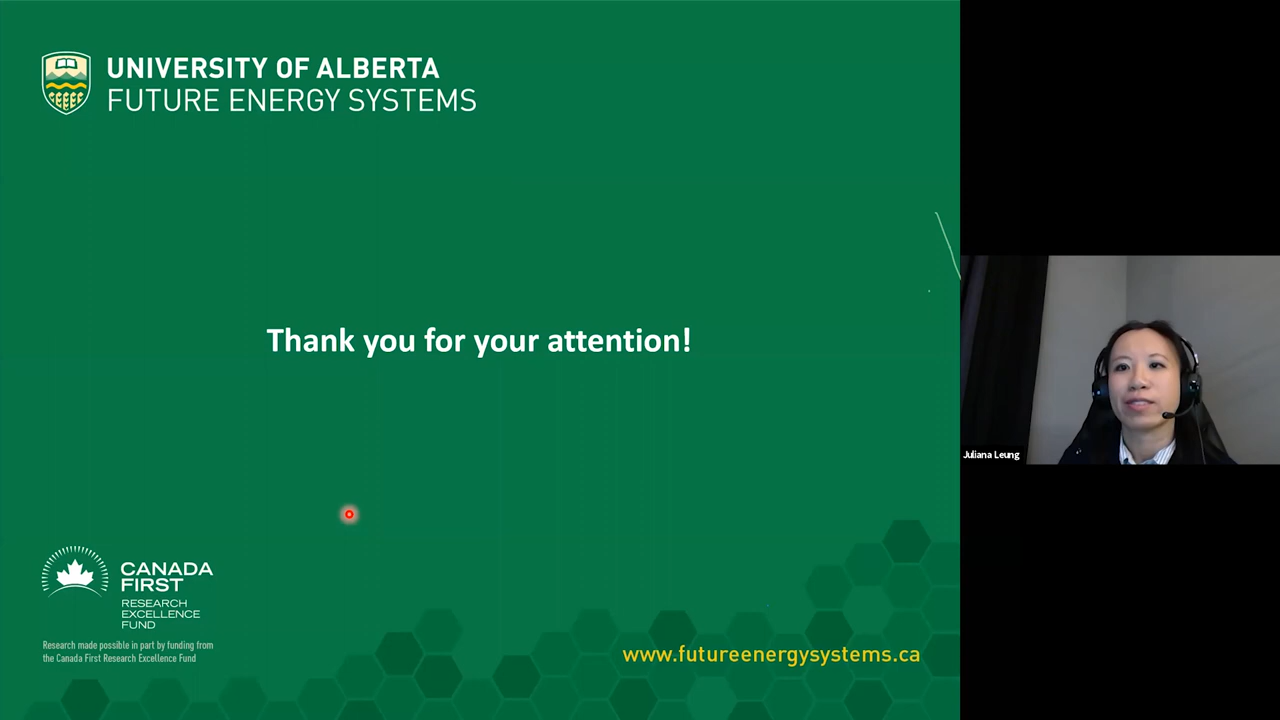 UNIVERSITY OF ALBERTA
FUTURE ENERGY SYSTEMS
Thank you for your attention!
Juliana Leung
CANADA
FIRST
RESEARCH
EXCELLENCE
FUND
Research made possible in part by funding from
the Canada First Research Excellence Fund
www.futureenergysystems.ca